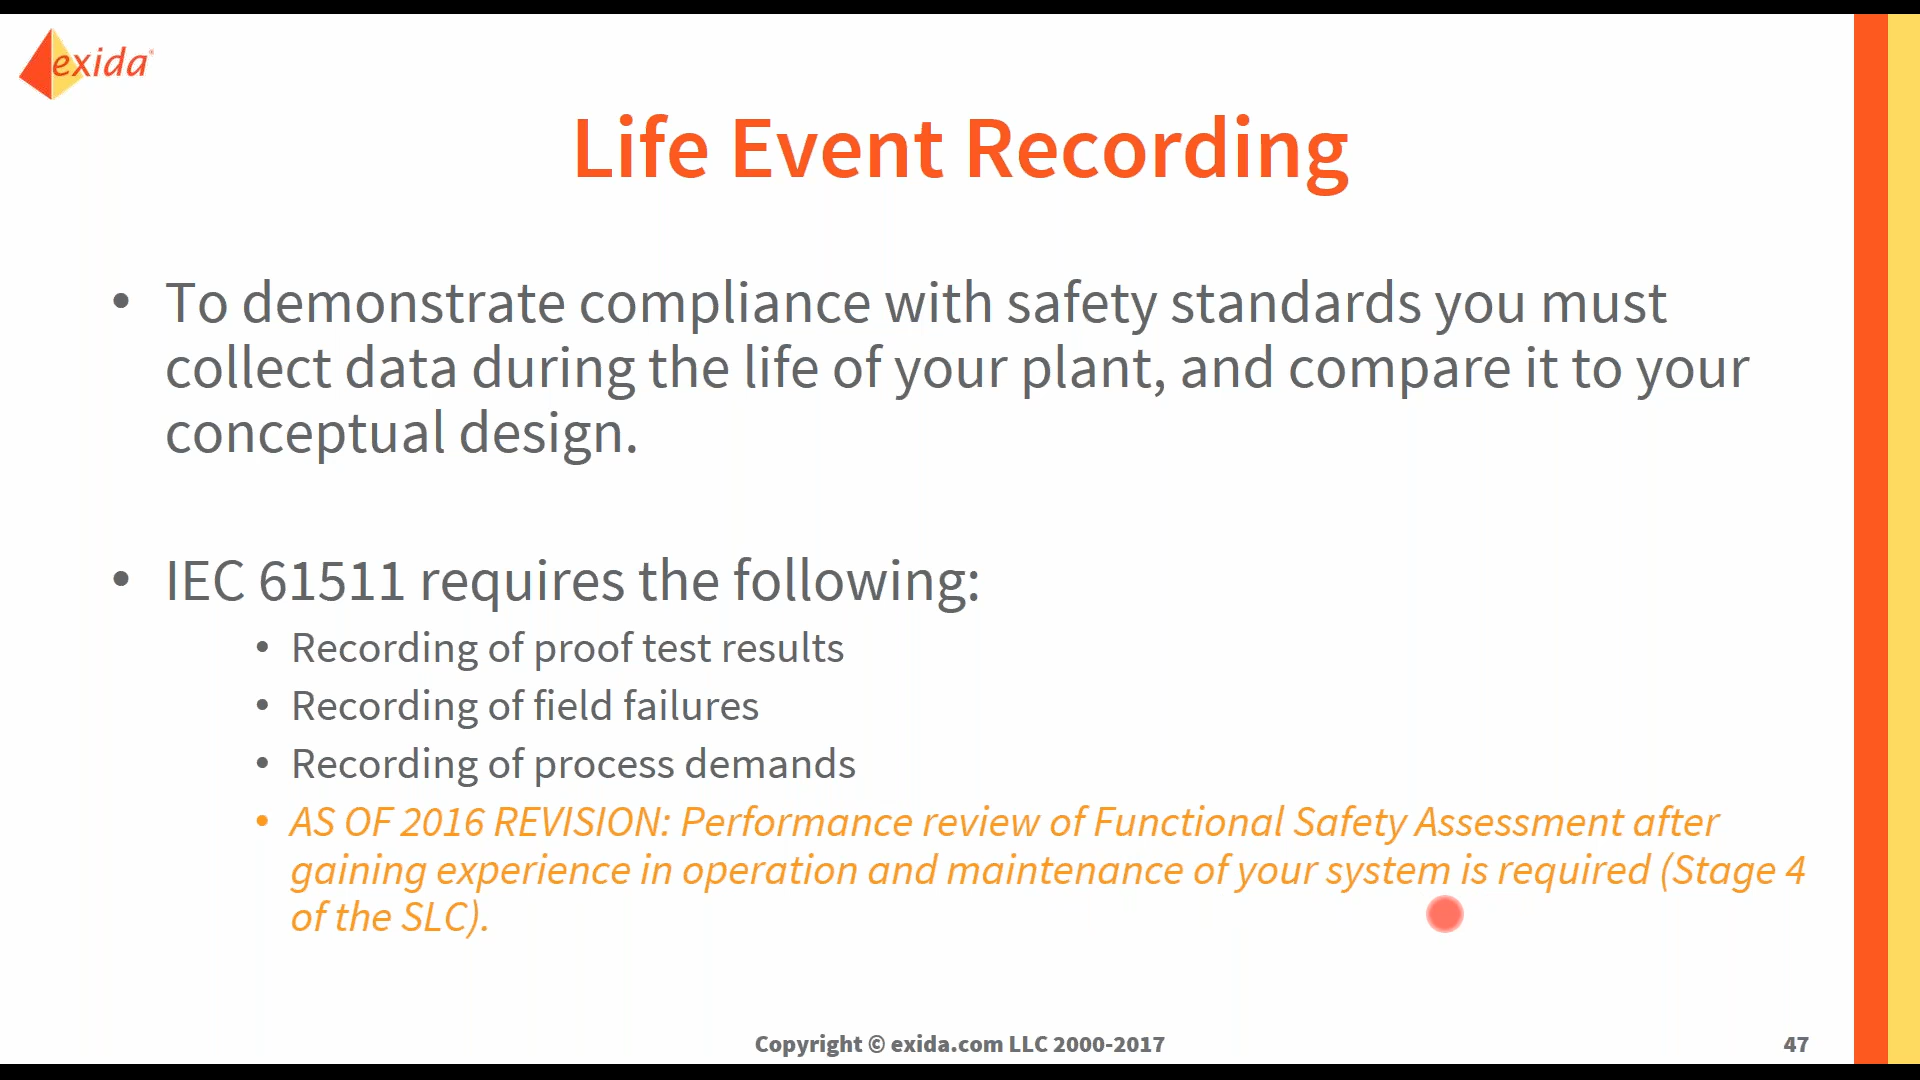 exida®
Life Event Recording
• To demonstrate compliance with safety standards you must
collect data during the life of your plant, and compare it to your
conceptual design.
• IEC 61511 requires the following:
• Recording of proof test results
• Recording of field failures
• Recording of process demands
• AS OF 2016 REVISION: Performance review of Functional Safety Assessment after
gaining experience in operation and maintenance of your system is required (Stage 4
of the SLC).
Copyright © exida.com LLC 2000-2017
47